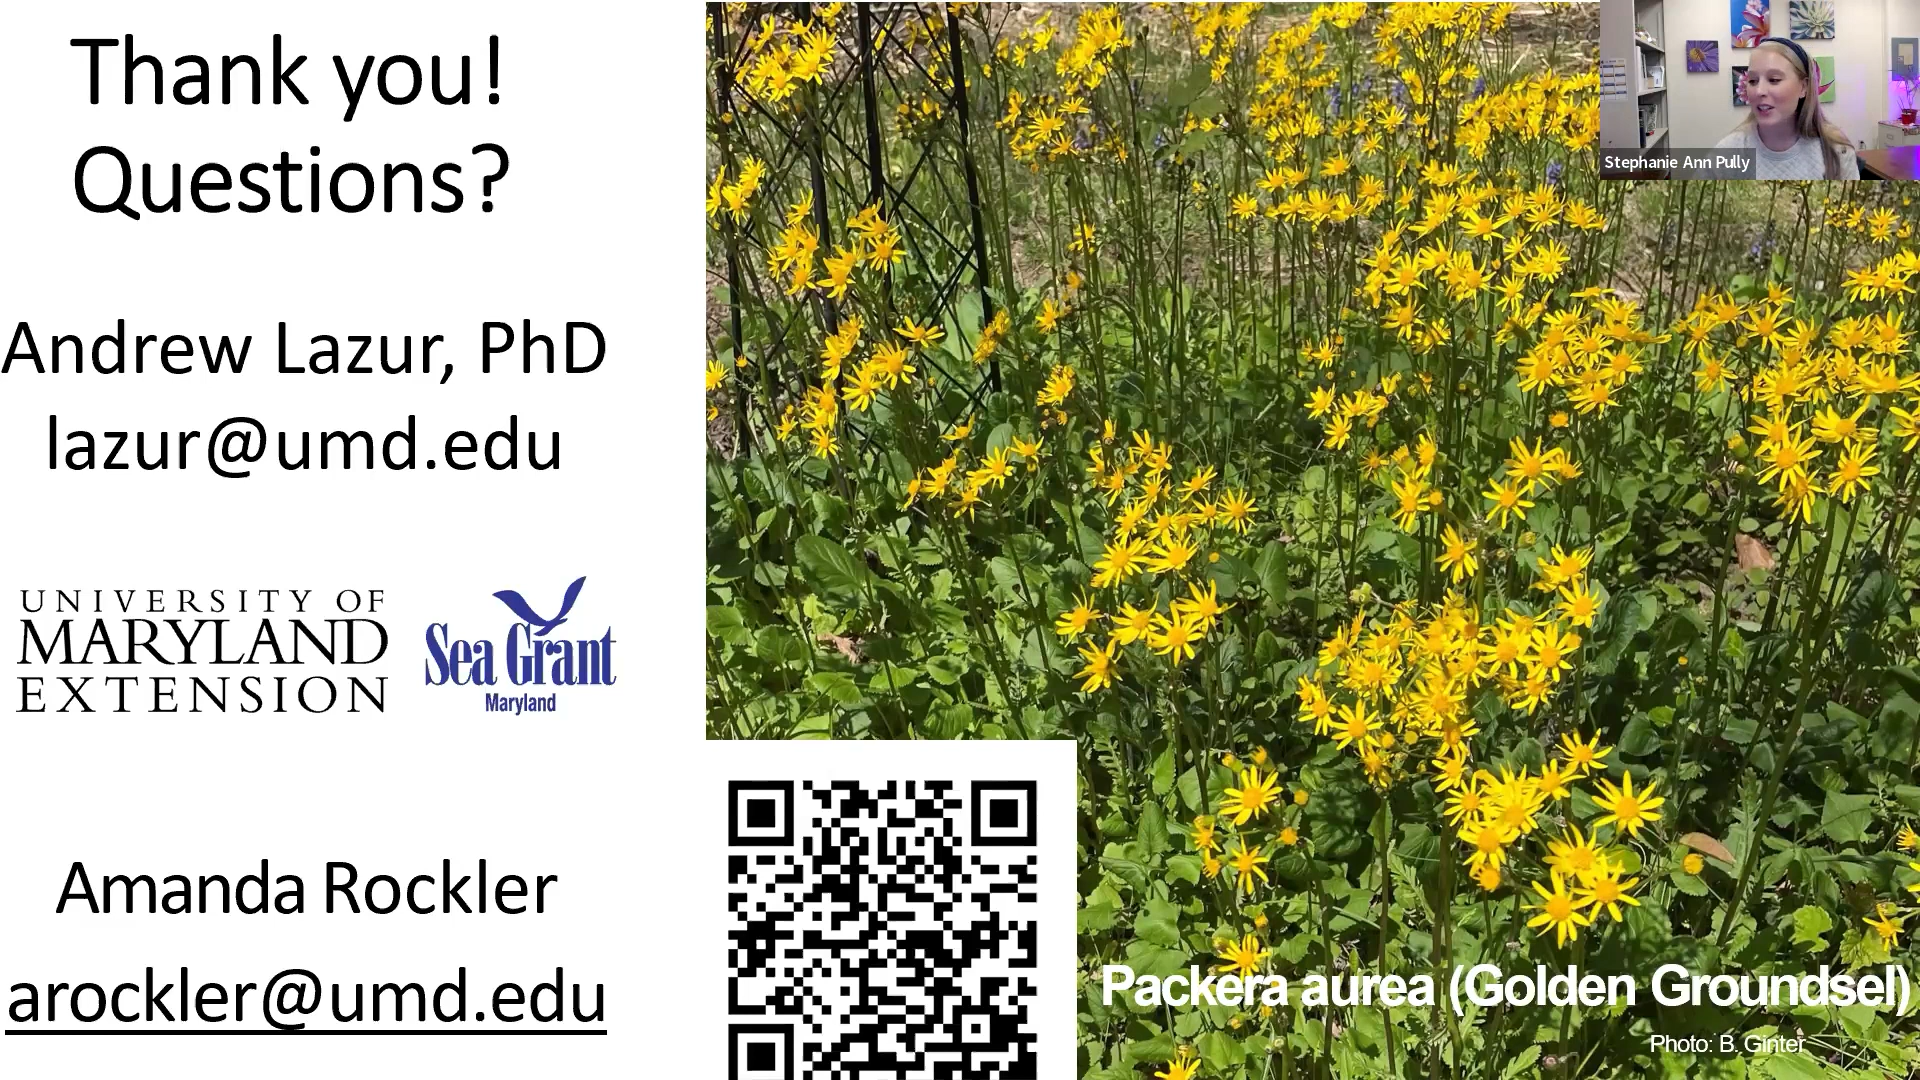 Thank you!
Questions?
Andrew Lazur, PhD
lazur@umd.edu
UNIVERSITY OF
MARYLAND
EXTENSION
Sea Grant
Maryland
Amanda Rockler
arockler@umd.edu
Stephanie Ann Pully
Packera aurea (Golden Groundsel)
Photo: B. Ginter